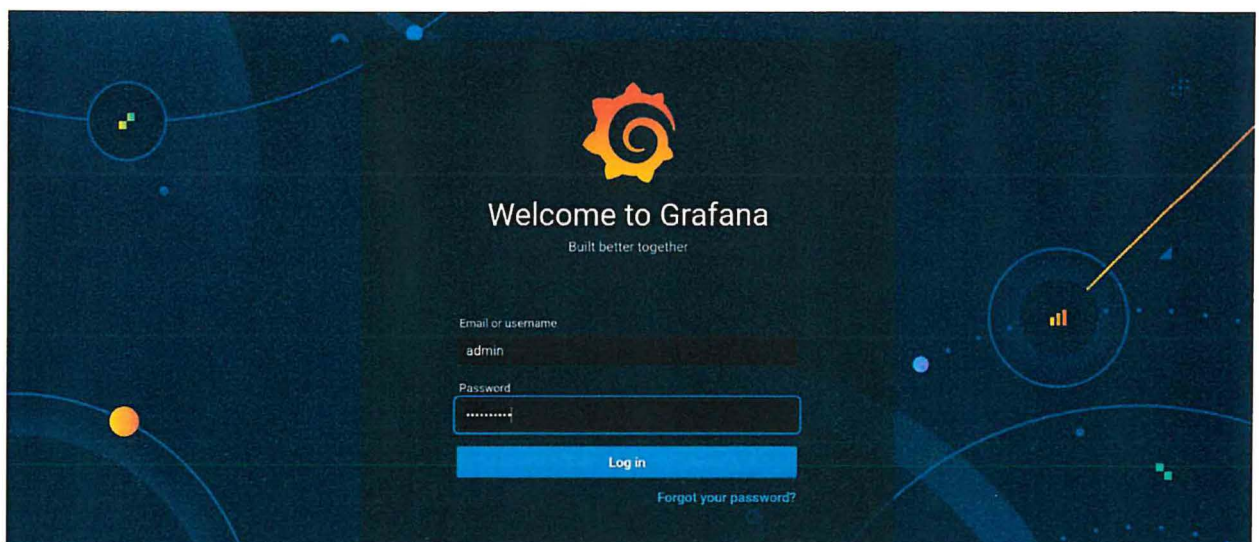 Welcome to Grafana
Built better together
Email or username
admin
Password
••••••••••
Log in
Forgot your password?